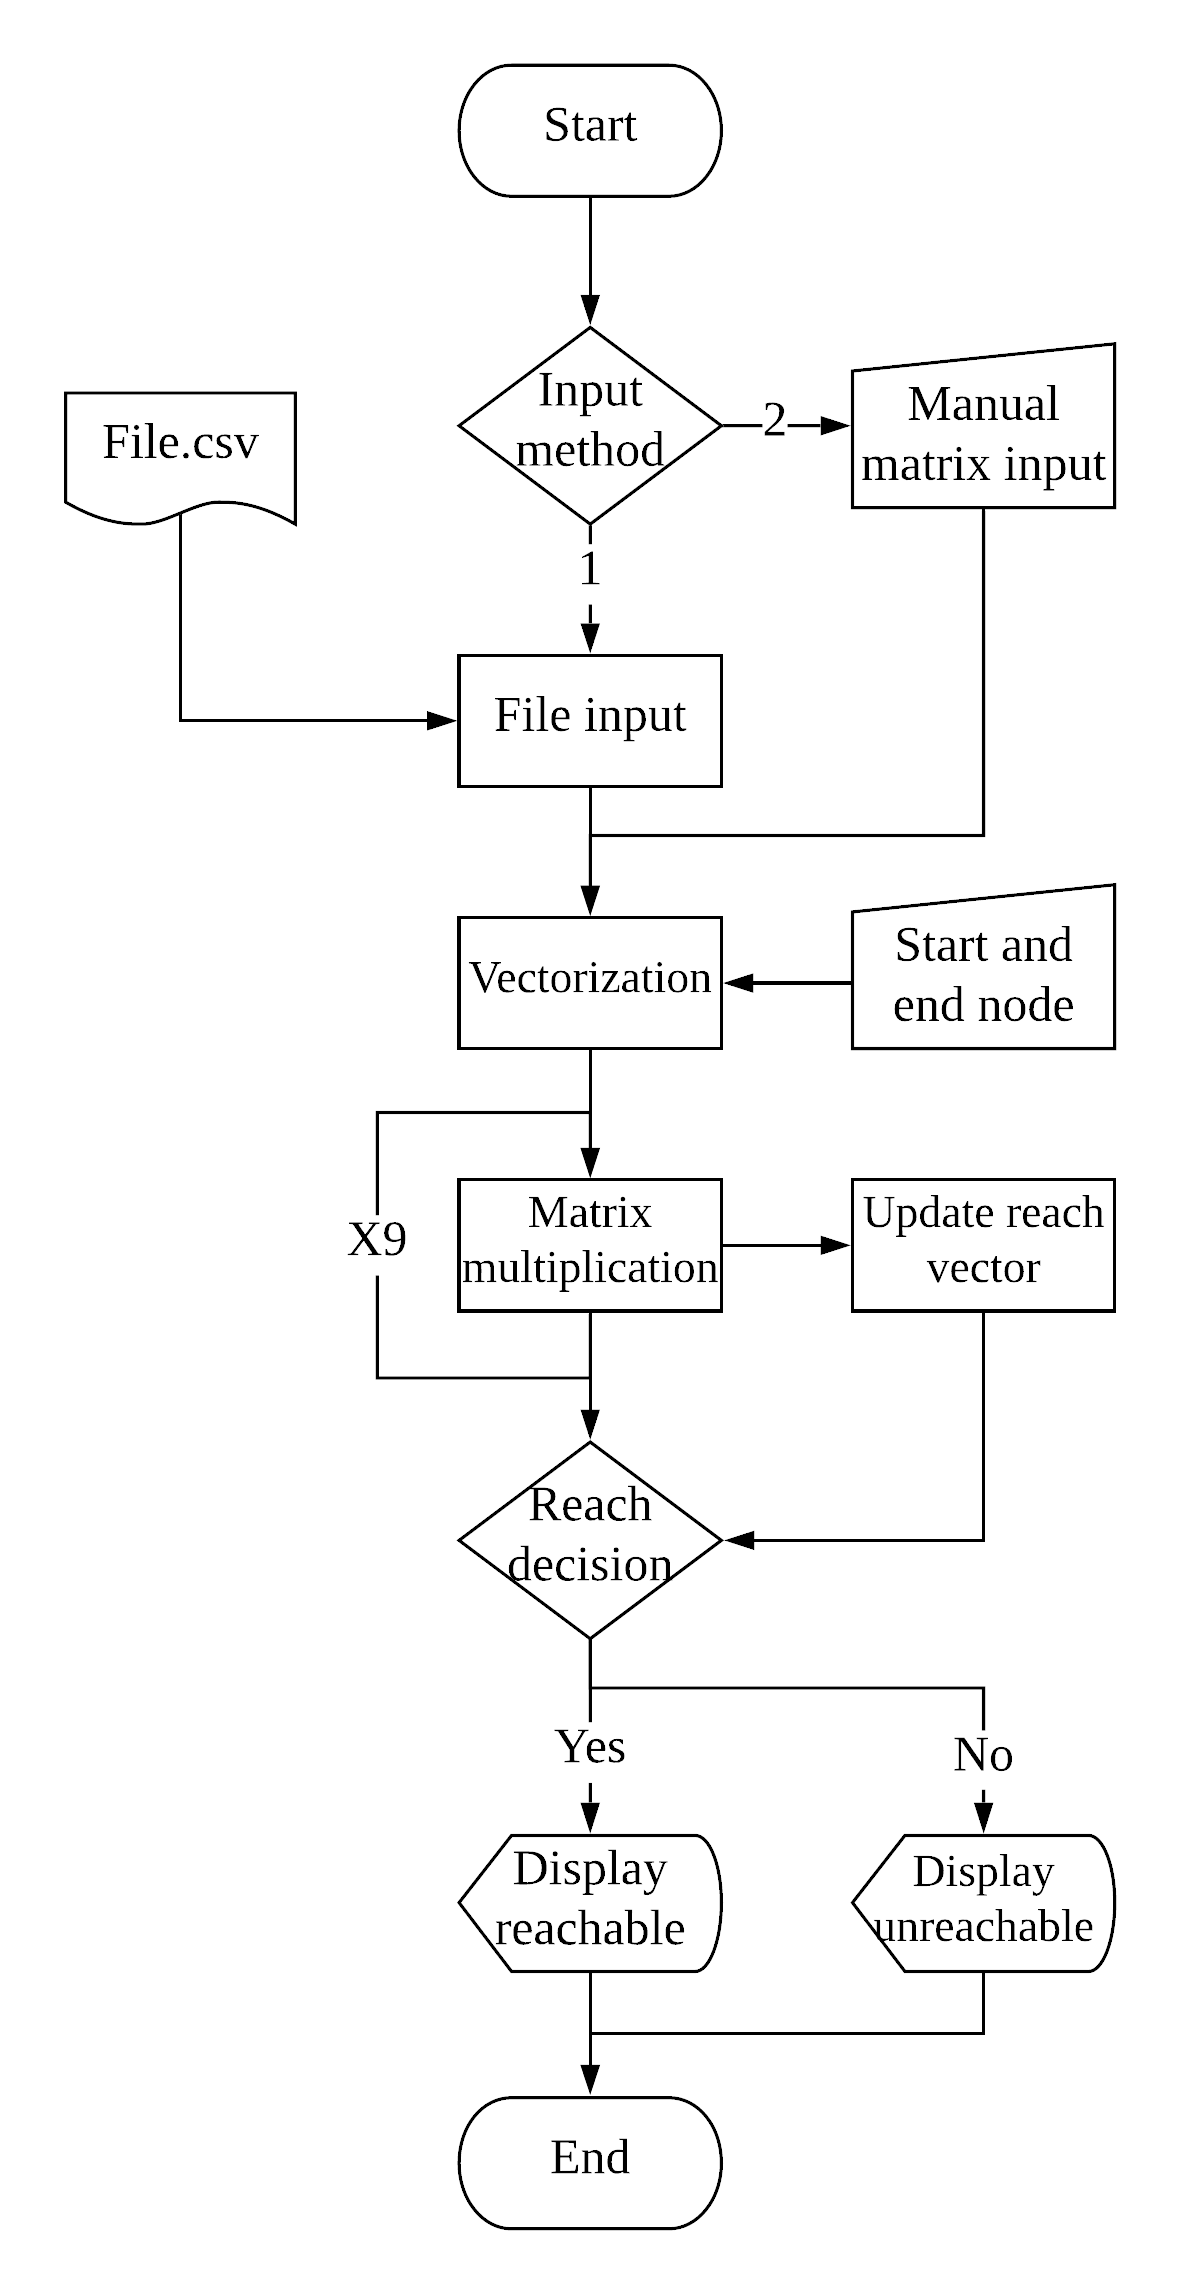 Start
Input
method
2
Manual
matrix input
File.csv
1
File input
Vectorization
Start and
end node
X9
Matrix
multiplication
Update reach
vector
Reach
decision
Yes
No
Display
reachable
Display
unreachable
End